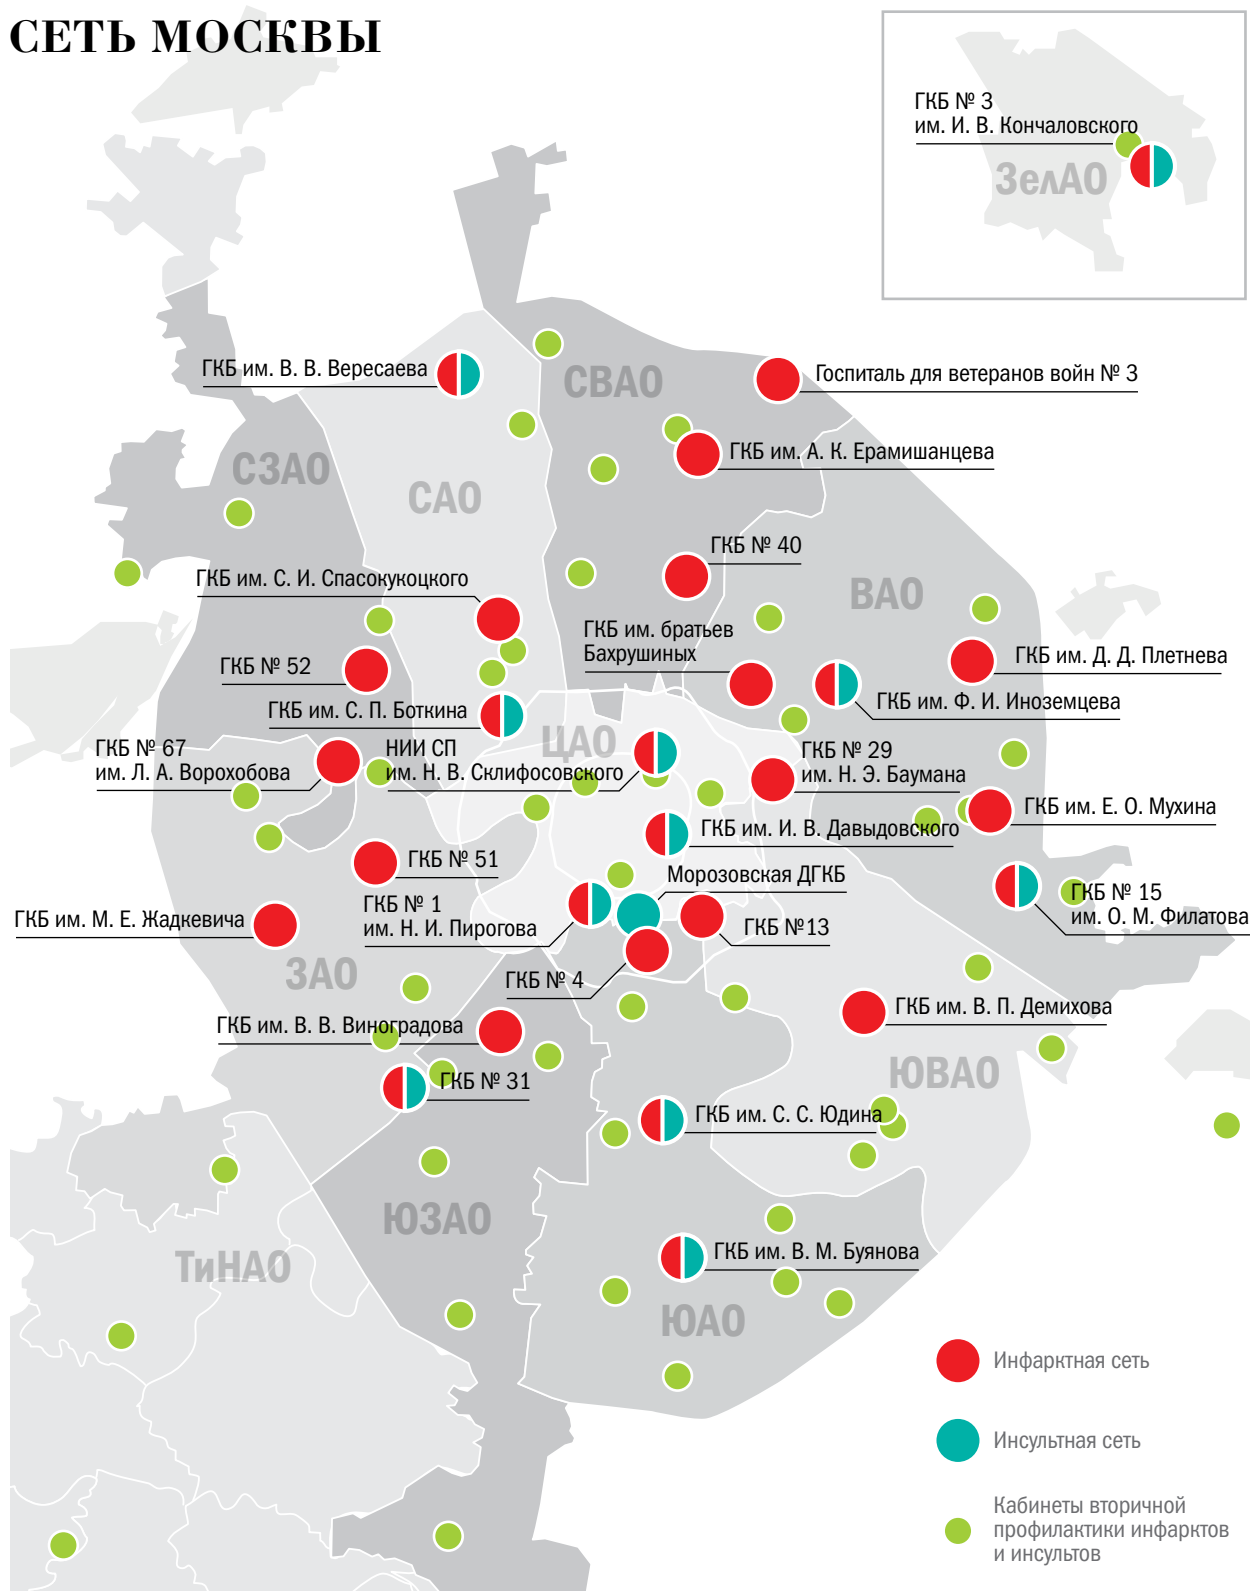 СЕТЬ МОСКВЫ
ГКБ № 3
им. И. В. Кончаловского
ЗелАО
ГКБ им. В. В. Вересаева
СВАО
Госпиталь для ветеранов войн № 3
ГКБ им. А. К. Ерамишанцева
СЗАО
САО
ГКБ № 40
ГКБ им. С. И. Спасокукоцкого
ВАО
ГКБ им. братьев
Бахрушиных
ГКБ № 52
ГКБ им. Д. Д. Плетнева
ГКБ им. С. П. Боткина
ГКБ им. Ф. И. Иноземцева
ЦАО
ГКБ № 67
им. Л. А. Ворохобова
НИИ СП
им. Н. В. Склифосовского
ГКБ № 29
им. Н. Э. Баумана
ГКБ им. Е. О. Мухина
ГКБ им. И. В. Давыдовского
ГКБ № 51
Морозовская ДГКБ
ГКБ № 1
им. Н. И. Пирогова
ГКБ № 15
им. О. М. Филатова
ГКБ им. М. Е. Жадкевича
ГКБ №13
ЗАО
ГКБ № 4
ГКБ им. В. П. Демихова
ГКБ им. В. В. Виноградова
ЮВАО
ГКБ № 31
ГКБ им. С. С. Юдина
ЮЗАО
ТиНАО
ГКБ им. В. М. Буянова
ЮАО
Инфарктная сеть
Инсультная сеть
Кабинеты вторичной
профилактики инфарктов
и инсультов